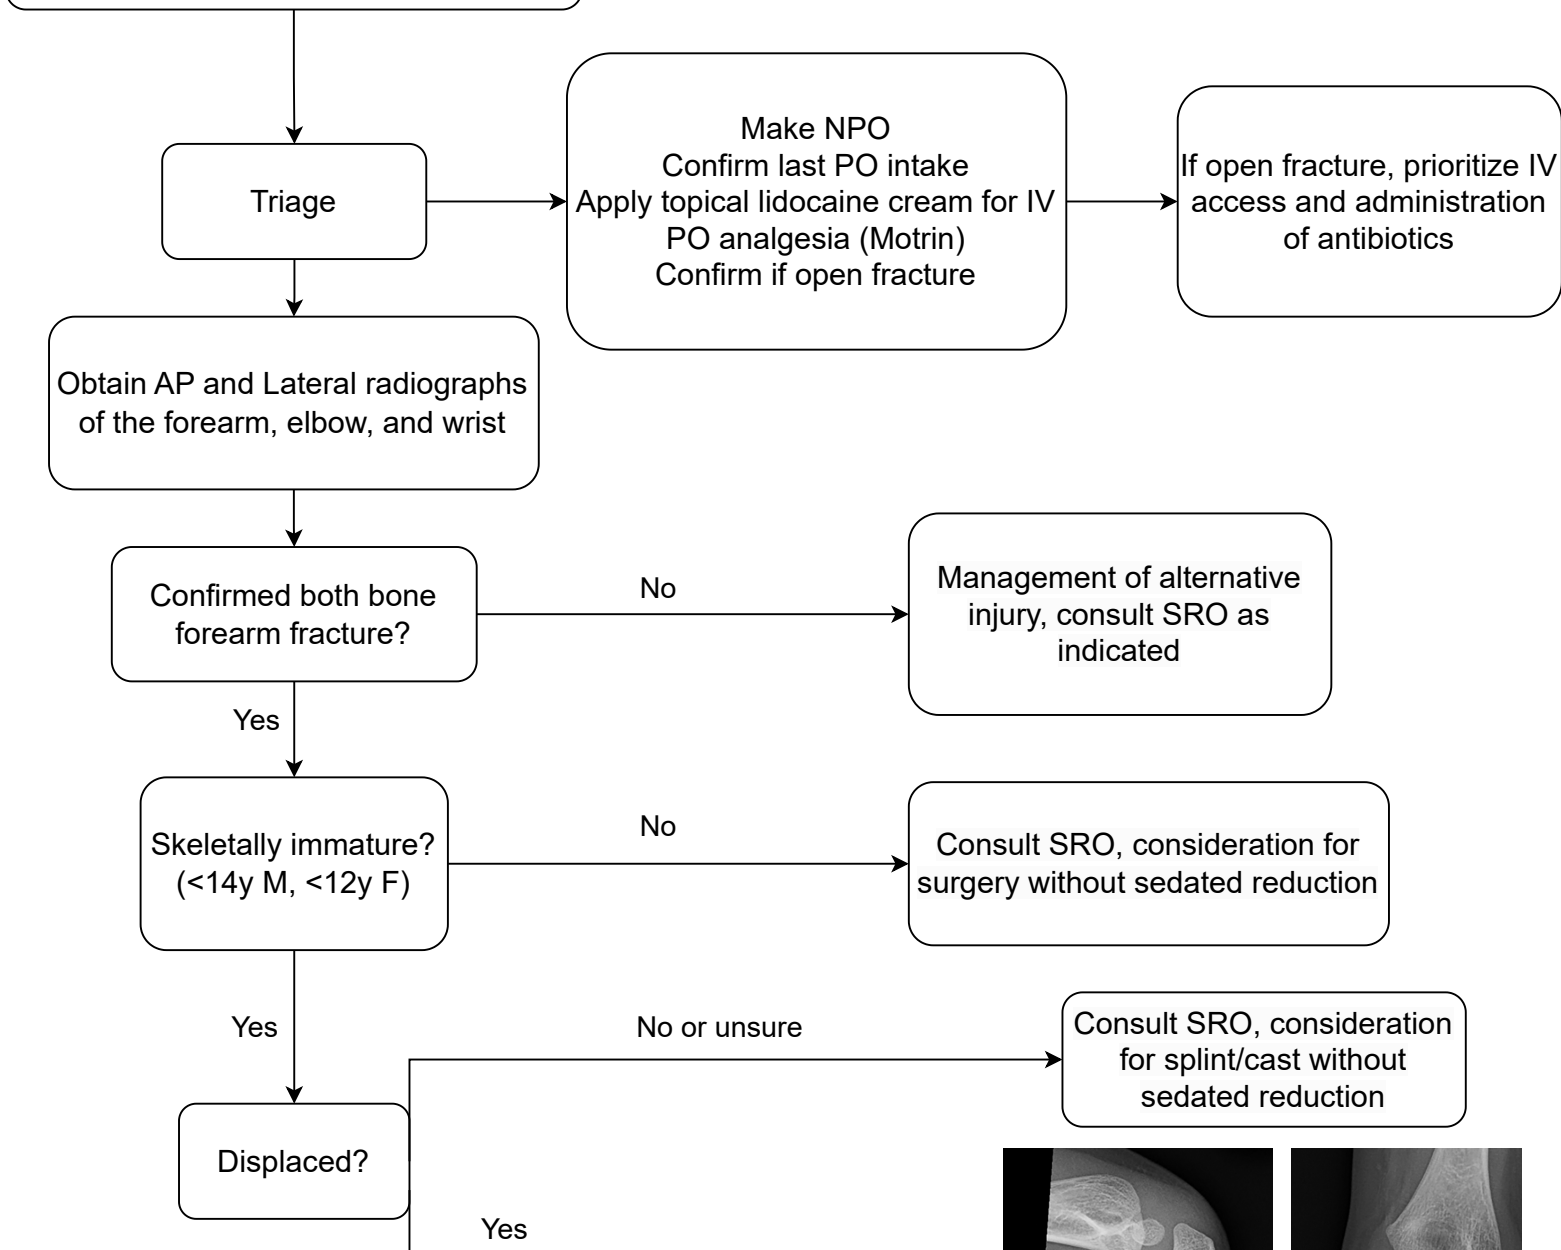 Triage
Make NPO
Confirm last PO intake
Apply topical lidocaine cream for IV
PO analgesia (Motrin)
Confirm if open fracture
If open fracture, prioritize IV
access and administration
of antibiotics
Obtain AP and Lateral radiographs
of the forearm, elbow, and wrist
Confirmed both bone
forearm fracture?
No
Management of alternative
injury, consult SRO as
indicated
Yes
Skeletally immature?
(<14y M, <12y F)
No
Consult SRO, consideration for
surgery without sedated reduction
Yes
No or unsure
Consult SRO, consideration
for splint/cast without
sedated reduction
Displaced?
Yes